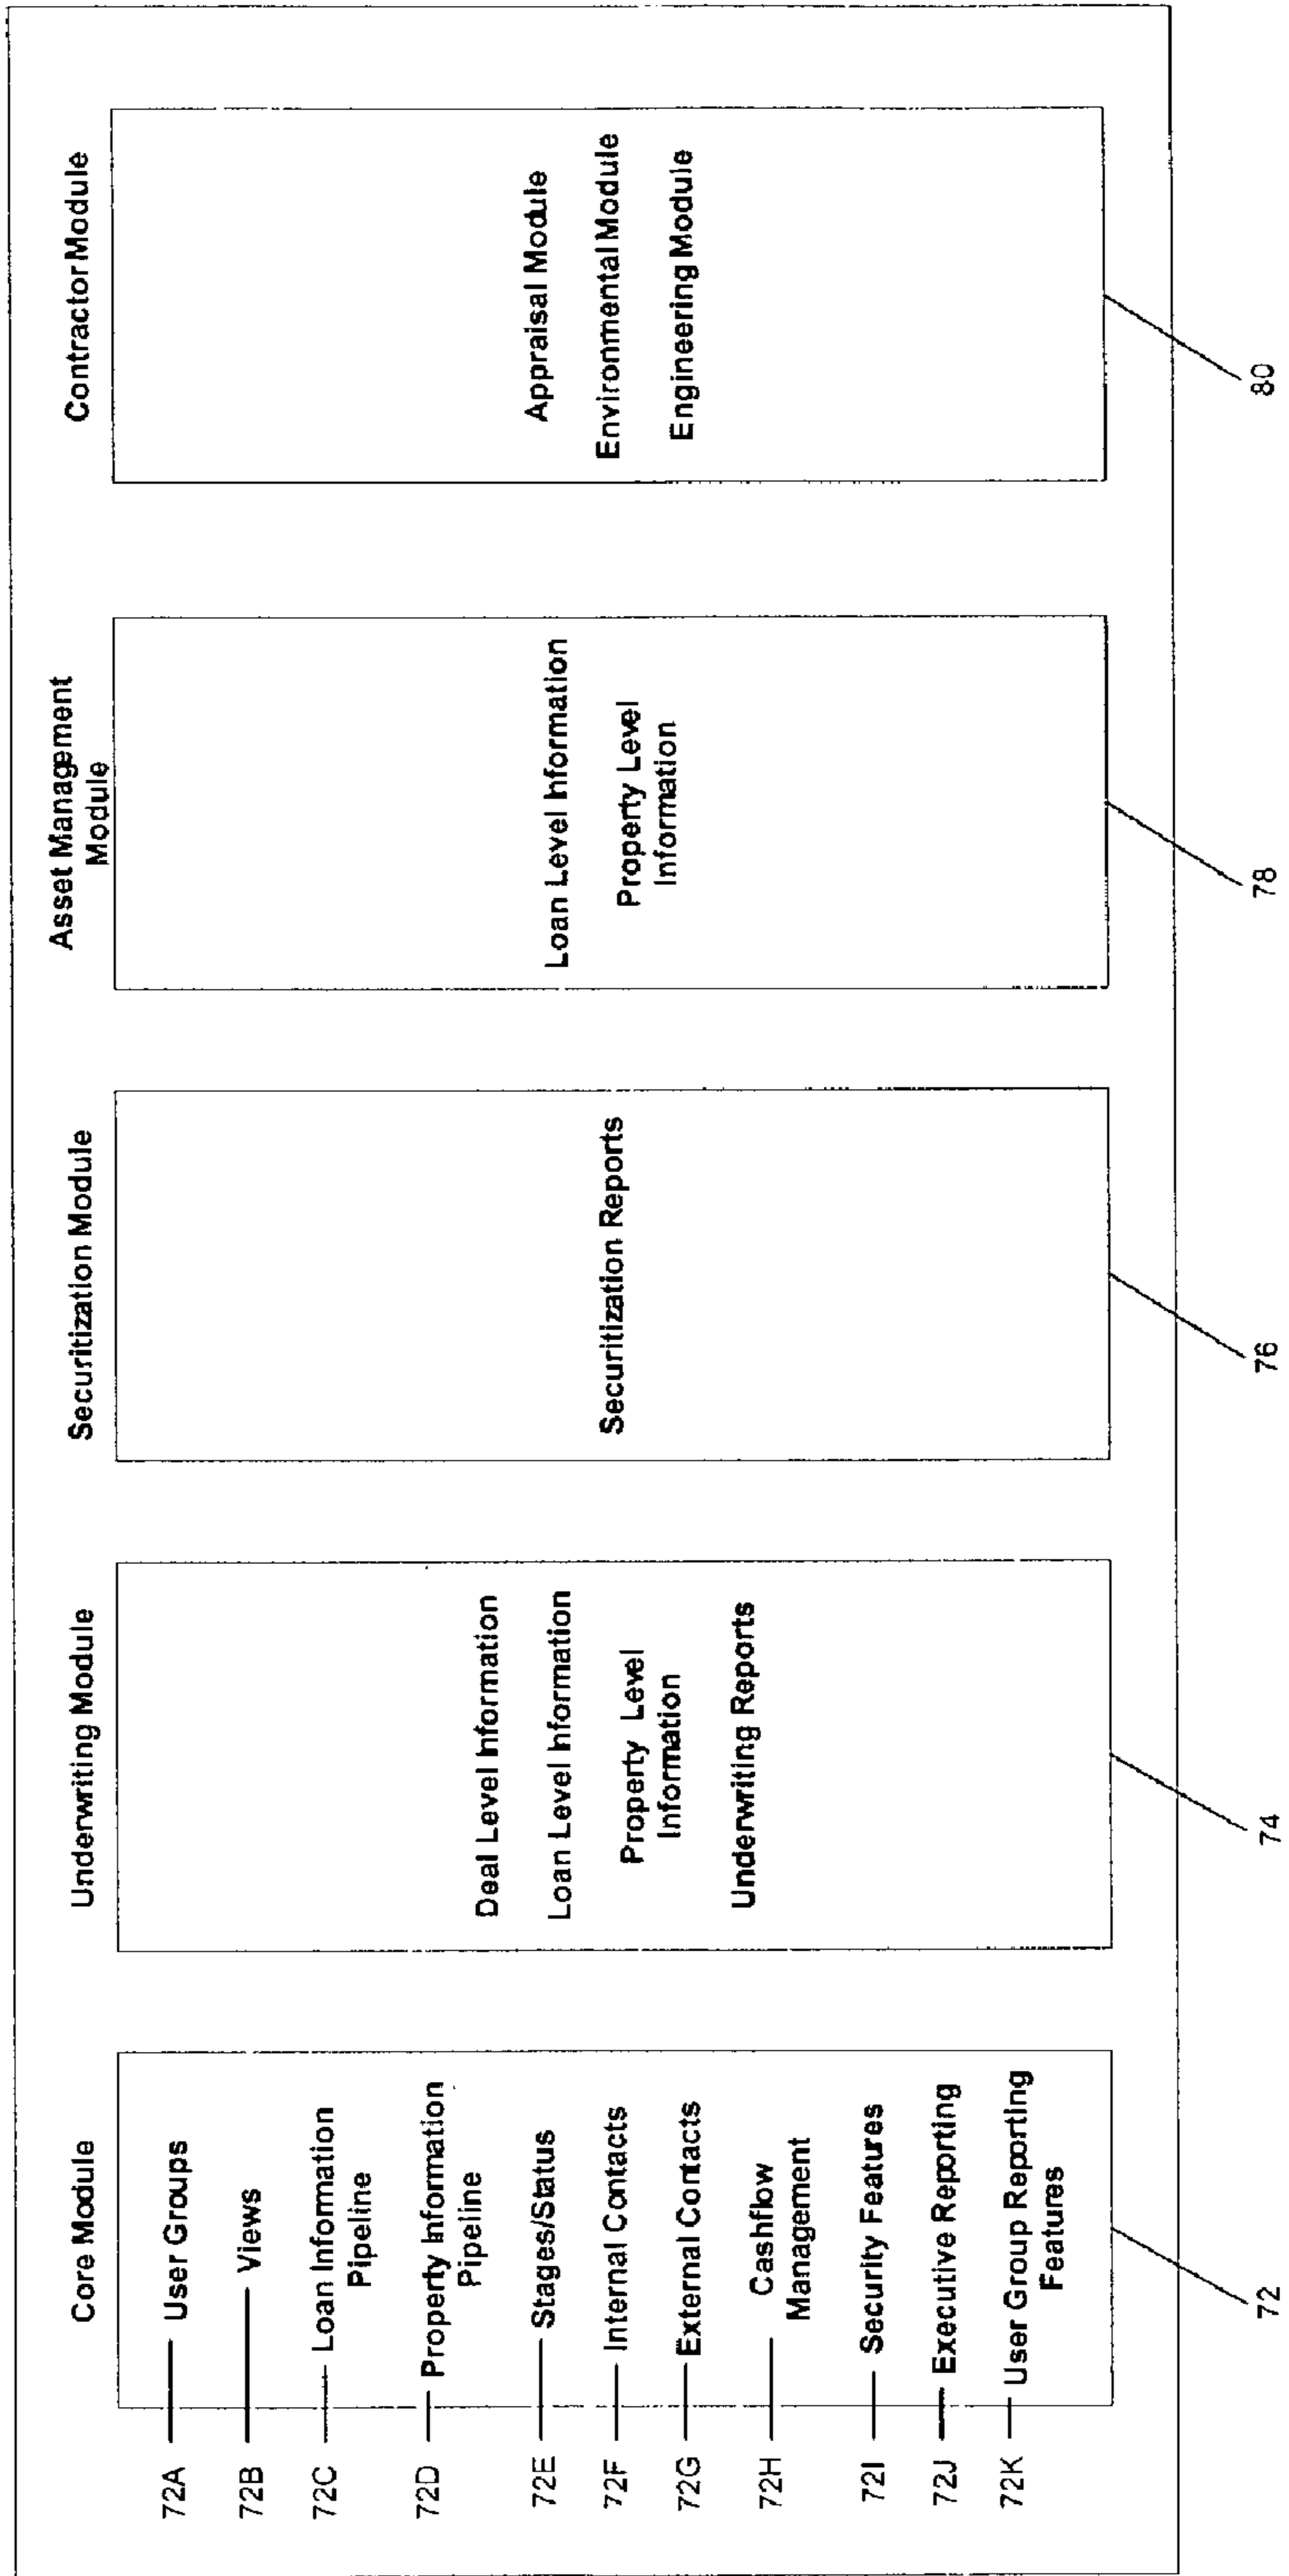 Core Module
72A
User Groups
72B
Views
72C
Loan Information
Pipeline
72D
Property Information
Pipeline
72E
Stages/Status
72F
Internal Contacts
72G
External Contacts
72H
Cashflow
Management
72I
Security Features
72J
Executive Reporting
72K
User Group Reporting
Features
72
Underwriting Module
Deal Level Information
Loan Level Information
Property Level
Information
Underwriting Reports
74
Securitization Module
Securitization Reports
76
Asset Management
Module
Loan Level Information
Property Level
Information
78
Contractor Module
Appraisal Module
Environmental Module
Engineering Module
80